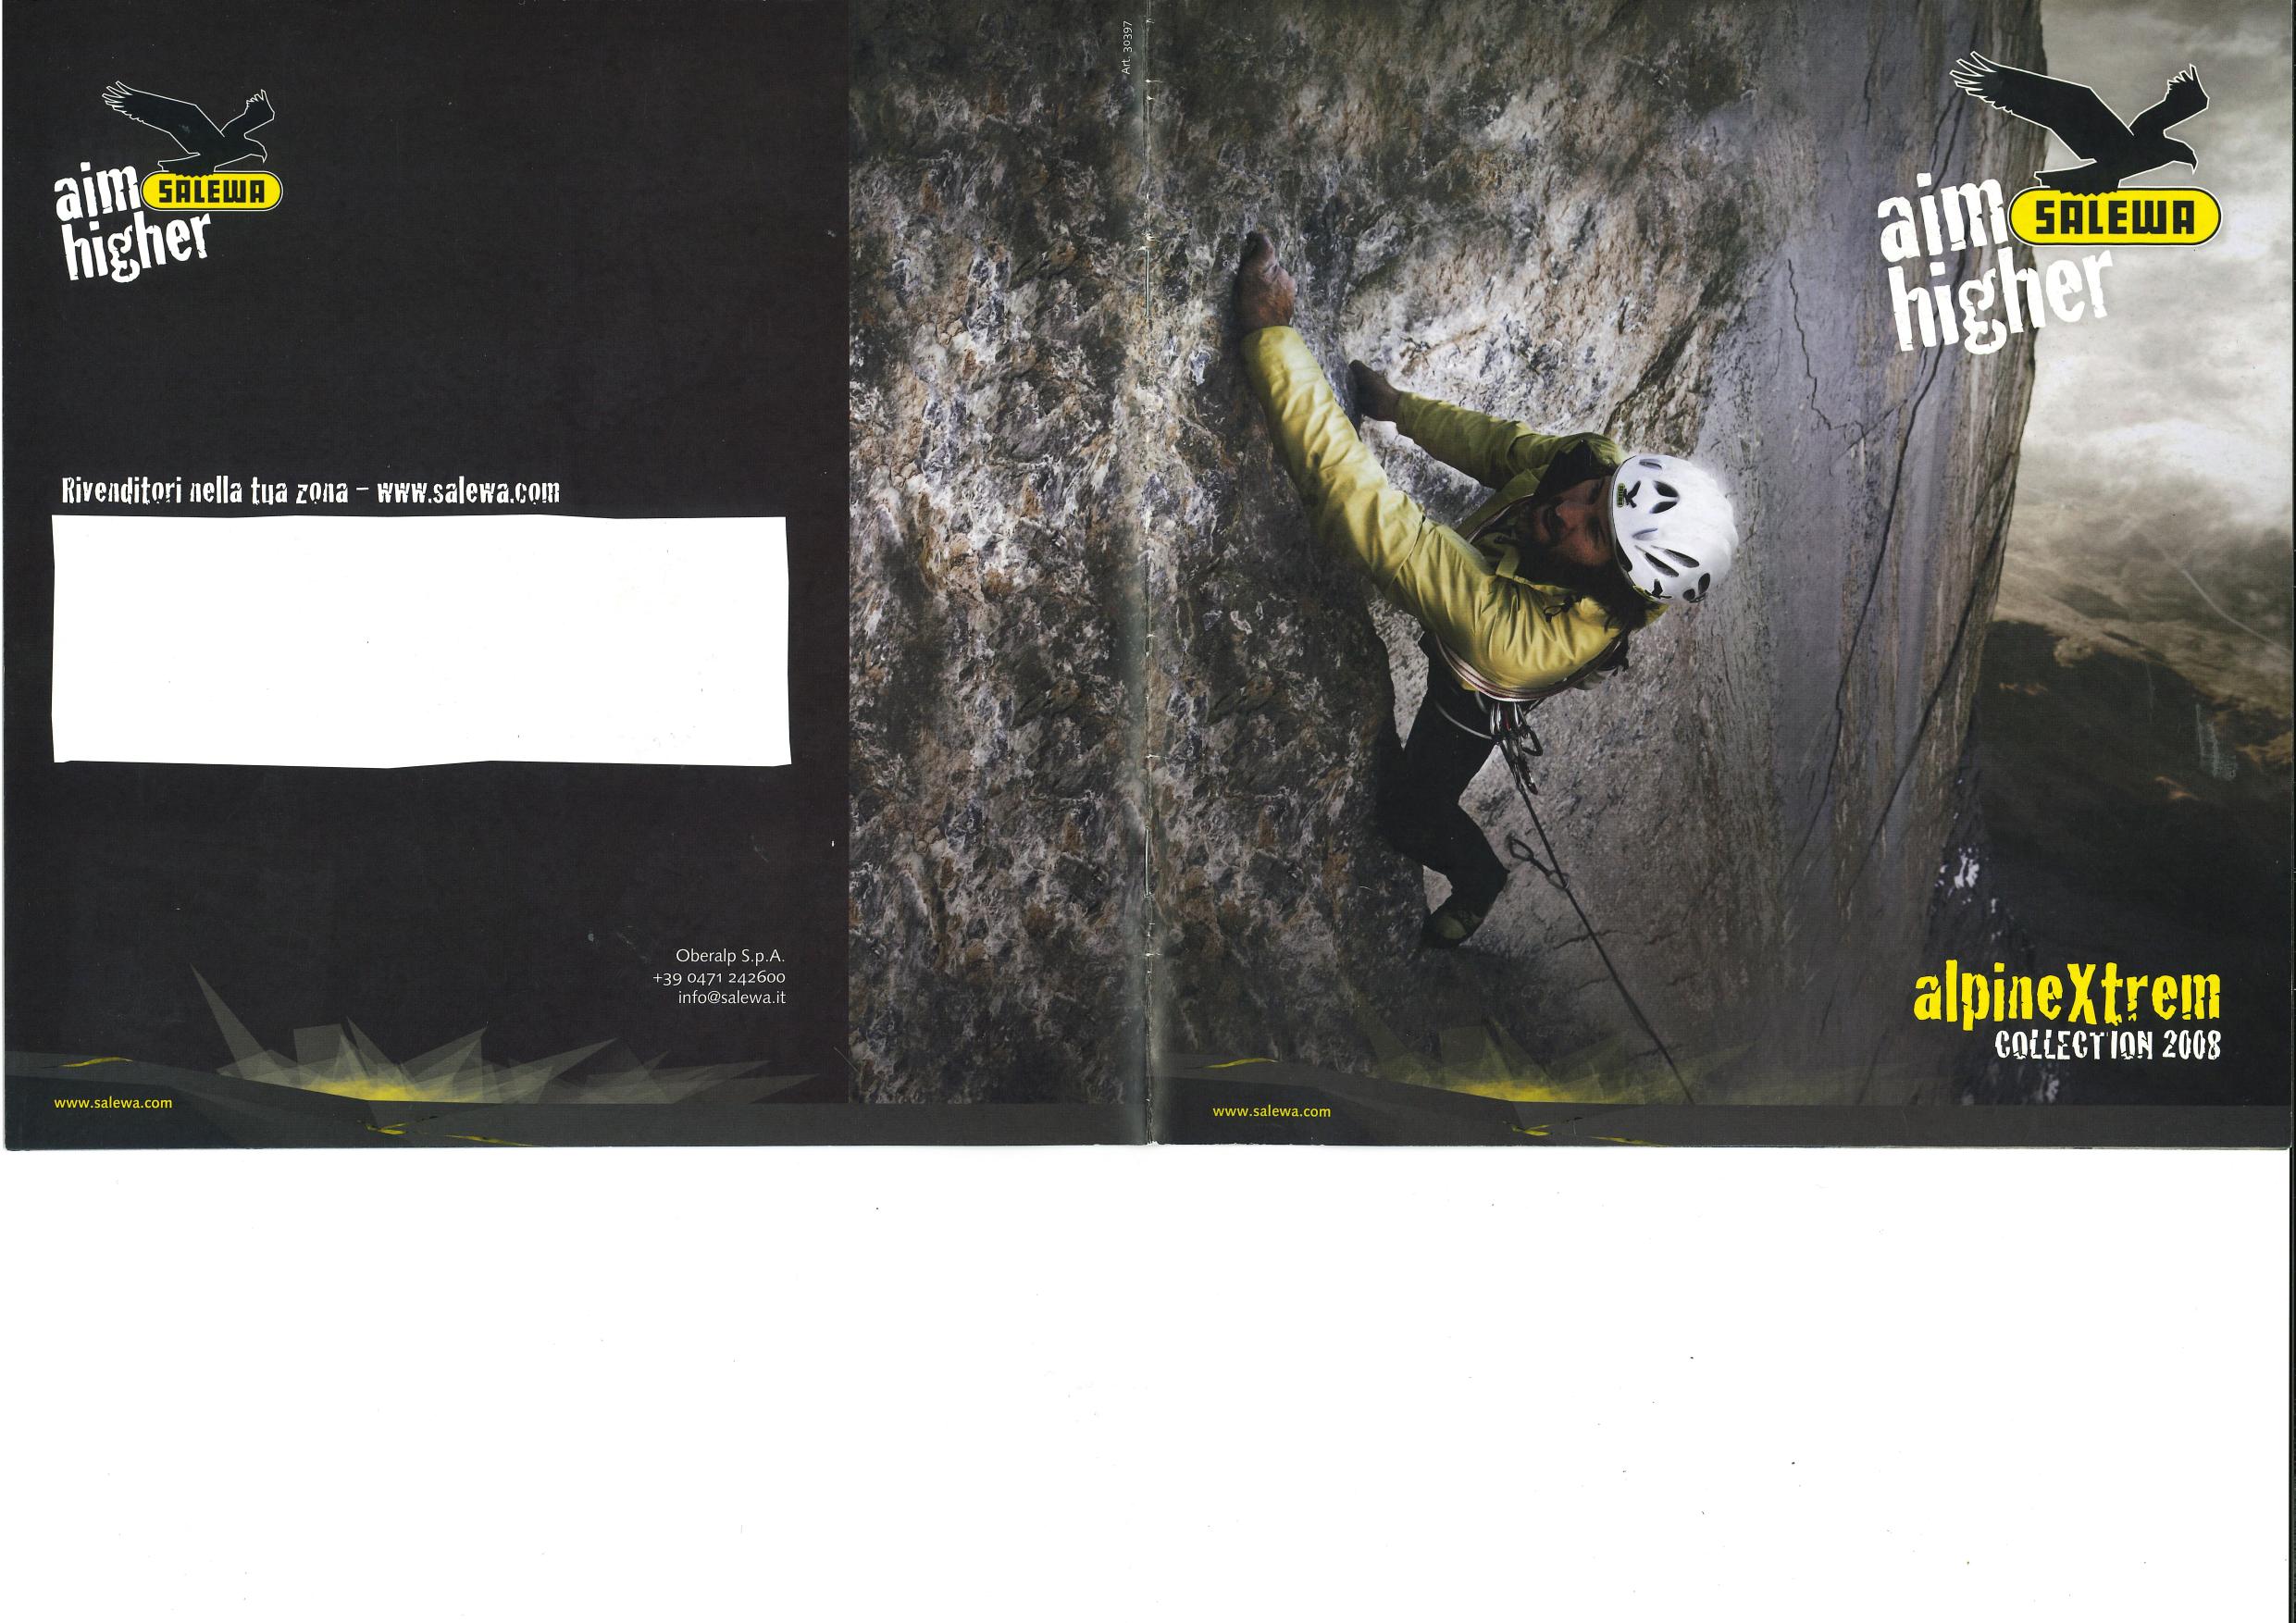 aim
SALEWA
higher
Rivenditori nella tua zona – www.salewa.com
Oberalp S.p.A.
+39 0471 242600
info@salewa.it
www.salewa.com
Art. 30397
aim
SALEWA
higher
alpineXtrem
COLLECTION 2008
www.salewa.com